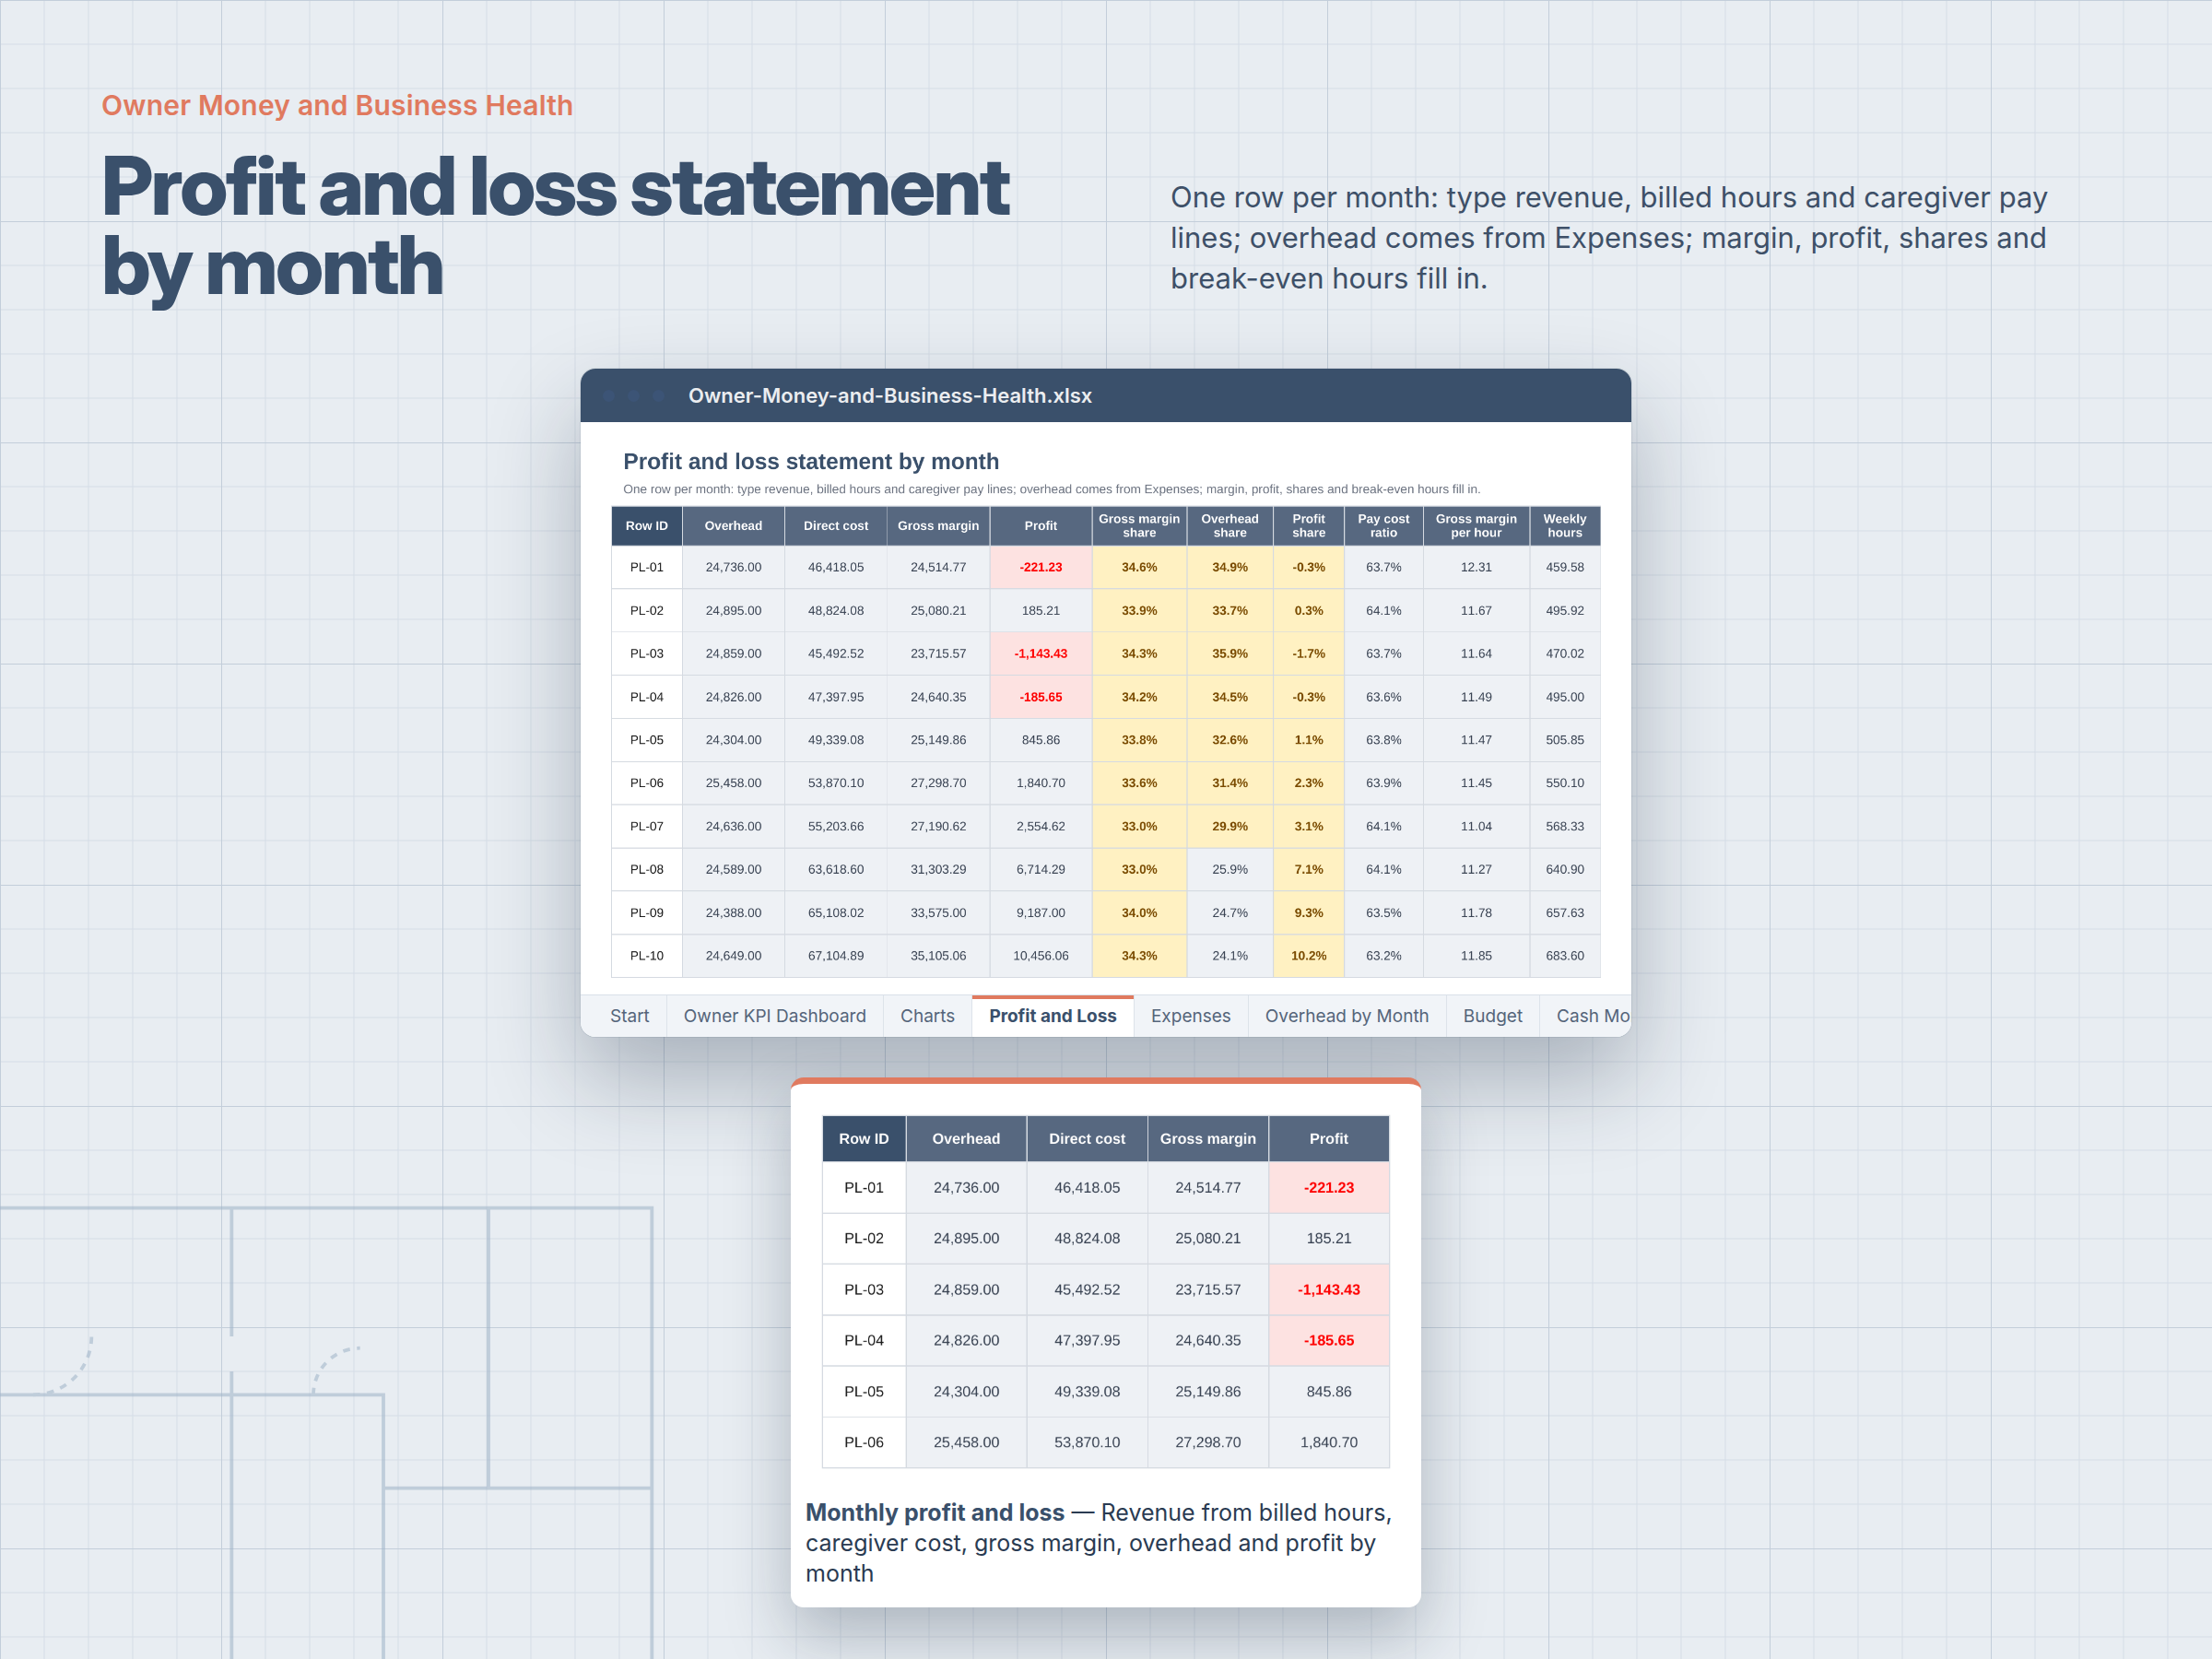 Owner Money and Business Health
Profit and loss statement
by month
One row per month: type revenue, billed hours and caregiver pay
lines; overhead comes from Expenses; margin, profit, shares and
break-even hours fill in.
Owner-Money-and-Business-Health.xlsx
Profit and loss statement by month
One row per month: type revenue, billed hours and caregiver pay lines; overhead comes from Expenses; margin, profit, shares and break-even hours fill in.
Row ID Overhead Direct cost Gross margin Profit Gross margin share Overhead share Profit share Pay cost ratio Gross margin per hour Weekly hours
PL-01 24,736.00 46,418.05 24,514.77 -221.23 34.6% 34.9% -0.3% 63.7% 12.31 459.58
PL-02 24,895.00 48,824.08 25,080.21 185.21 33.9% 33.7% 0.3% 64.1% 11.67 495.92
PL-03 24,859.00 45,492.52 23,715.57 -1,143.43 34.3% 35.9% -1.7% 63.7% 11.64 470.02
PL-04 24,826.00 47,397.95 24,640.35 -185.65 34.2% 34.5% -0.3% 63.6% 11.49 495.00
PL-05 24,304.00 49,339.08 25,149.86 845.86 33.8% 32.6% 1.1% 63.8% 11.47 505.85
PL-06 25,458.00 53,870.10 27,298.70 1,840.70 33.6% 31.4% 2.3% 63.9% 11.45 550.10
PL-07 24,636.00 55,203.66 27,190.62 2,554.62 33.0% 29.9% 3.1% 64.1% 11.04 568.33
PL-08 24,589.00 63,618.60 31,303.29 6,714.29 33.0% 25.9% 7.1% 64.1% 11.27 640.90
PL-09 24,388.00 65,108.02 33,575.00 9,187.00 34.0% 24.7% 9.3% 63.5% 11.78 657.63
PL-10 24,649.00 67,104.89 35,105.06 10,456.06 34.3% 24.1% 10.2% 63.2% 11.85 683.60
Start Owner KPI Dashboard Charts Profit and Loss Expenses Overhead by Month Budget Cash Mo
Row ID Overhead Direct cost Gross margin Profit
PL-01 24,736.00 46,418.05 24,514.77 -221.23
PL-02 24,895.00 48,824.08 25,080.21 185.21
PL-03 24,859.00 45,492.52 23,715.57 -1,143.43
PL-04 24,826.00 47,397.95 24,640.35 -185.65
PL-05 24,304.00 49,339.08 25,149.86 845.86
PL-06 25,458.00 53,870.10 27,298.70 1,840.70
Monthly profit and loss — Revenue from billed hours,
caregiver cost, gross margin, overhead and profit by
month